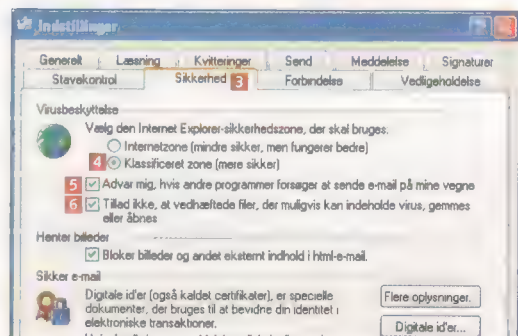 Indstillinger
Generelt Læsning Kvitteringer Send Meddelelse Signaturer
Stavekontrol Sikkerhed 3 Forbindelse Vedligeholdelse
Virusbeskyttelse
Vælg den Internet Explorer-sikkerhedszone, der skal bruges.
Internetzone (mindre sikker, men fungerer bedre)
4 Klassificeret zone (mere sikker)
5 Advar mig, hvis andre programmer forsøger at sende e-mail på mine vegne
6 Tillad ikke, at vedhæftede filer, der muligvis kan indeholde virus, gemmes
eller åbnes
Henter billeder
Bloker billeder og andet eksternt indhold i html-e-mail.
Sikker e-mail
Digitale id'er (også kaldet certifikater), er specielle
dokumenter, der bruges til at bevidne din identitet i
elektroniske transaktioner.
Flere oplysninger.
Digitale id'er...